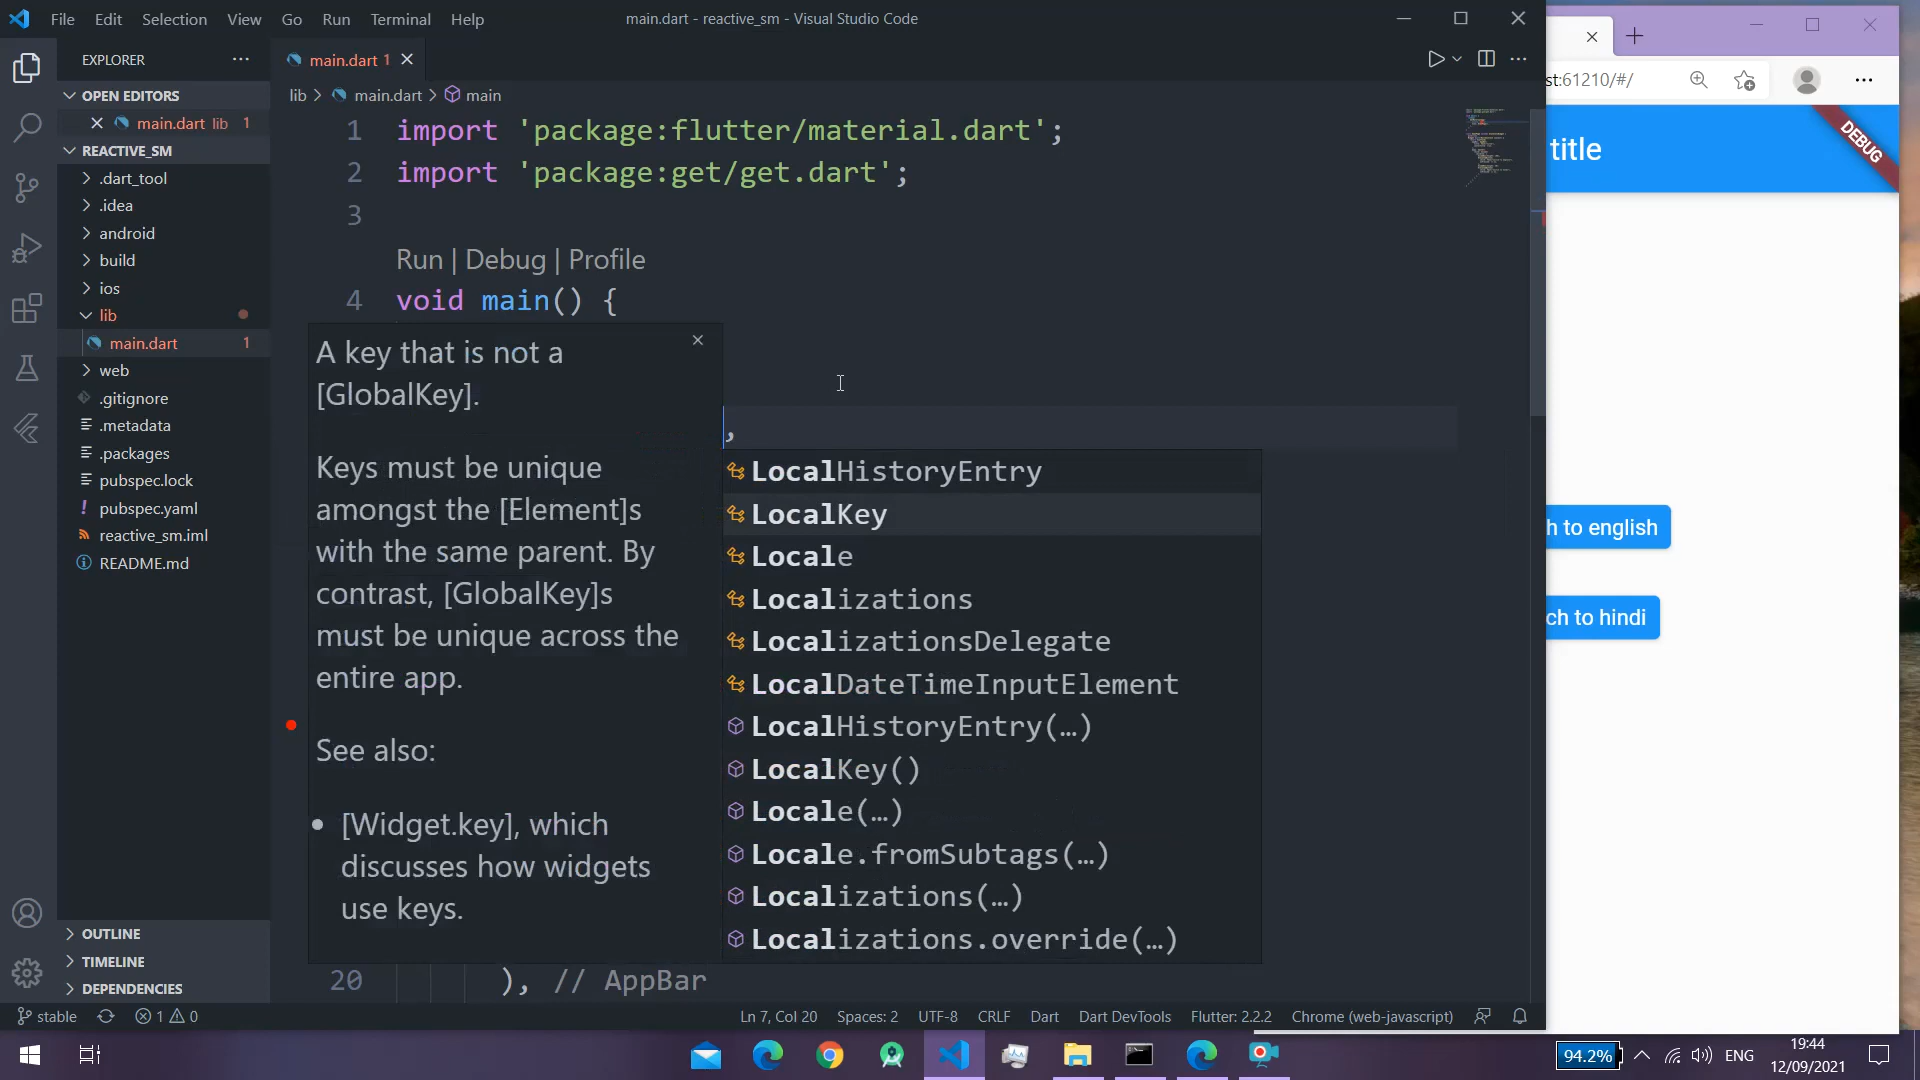 File Edit Selection View Go Run Terminal Help
main.dart - reactive_sm - Visual Studio Code
EXPLORER
OPEN EDITORS
main.dart lib 1
REACTIVE_SM
.dart_tool
.idea
android
build
ios
lib
main.dart 1
web
.gitignore
.metadata
.packages
pubspec.lock
pubspec.yaml
reactive_sm.iml
README.md
OUTLINE
TIMELINE
DEPENDENCIES
main.dart 1
lib > main.dart > main
1 import 'package:flutter/material.dart';
2 import 'package:get/get.dart';
3
Run | Debug | Profile
4 void main() {
,
A key that is not a
[GlobalKey].
Keys must be unique
amongst the [Element]s
with the same parent. By
contrast, [GlobalKey]s
must be unique across the
entire app.
See also:
[Widget.key], which
discusses how widgets
use keys.
LocalHistoryEntry
LocalKey
Locale
Localizations
LocalizationsDelegate
LocalDateTimeInputElement
LocalHistoryEntry(…)
LocalKey()
Locale(…)
Locale.fromSubtags(…)
Localizations(…)
Localizations.override(…)
20 ), // AppBar
st:61210/#/
title
DEBUG
h to english
ch to hindi
stable 1 0
Ln 7, Col 20 Spaces: 2 UTF-8 CRLF Dart Dart DevTools Flutter: 2.2.2 Chrome (web-javascript)
94.2% ENG
19:44
12/09/2021